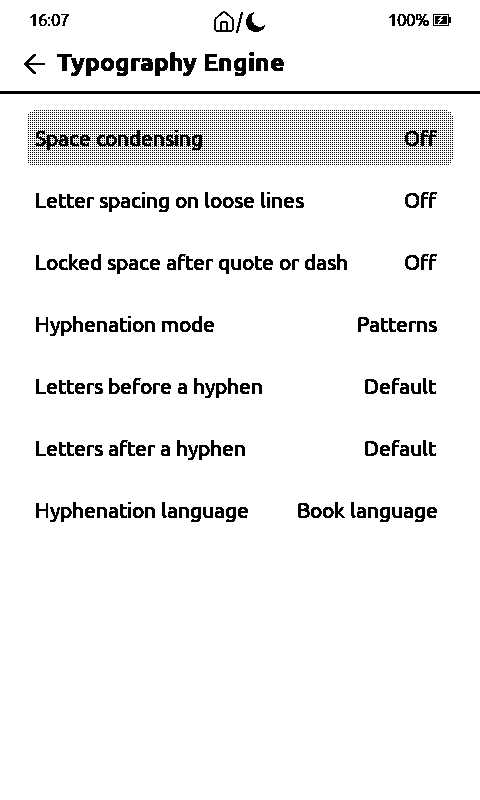 16:07
/
100%
Typography Engine
Space condensing Off
Letter spacing on loose lines Off
Locked space after quote or dash Off
Hyphenation mode Patterns
Letters before a hyphen Default
Letters after a hyphen Default
Hyphenation language Book language